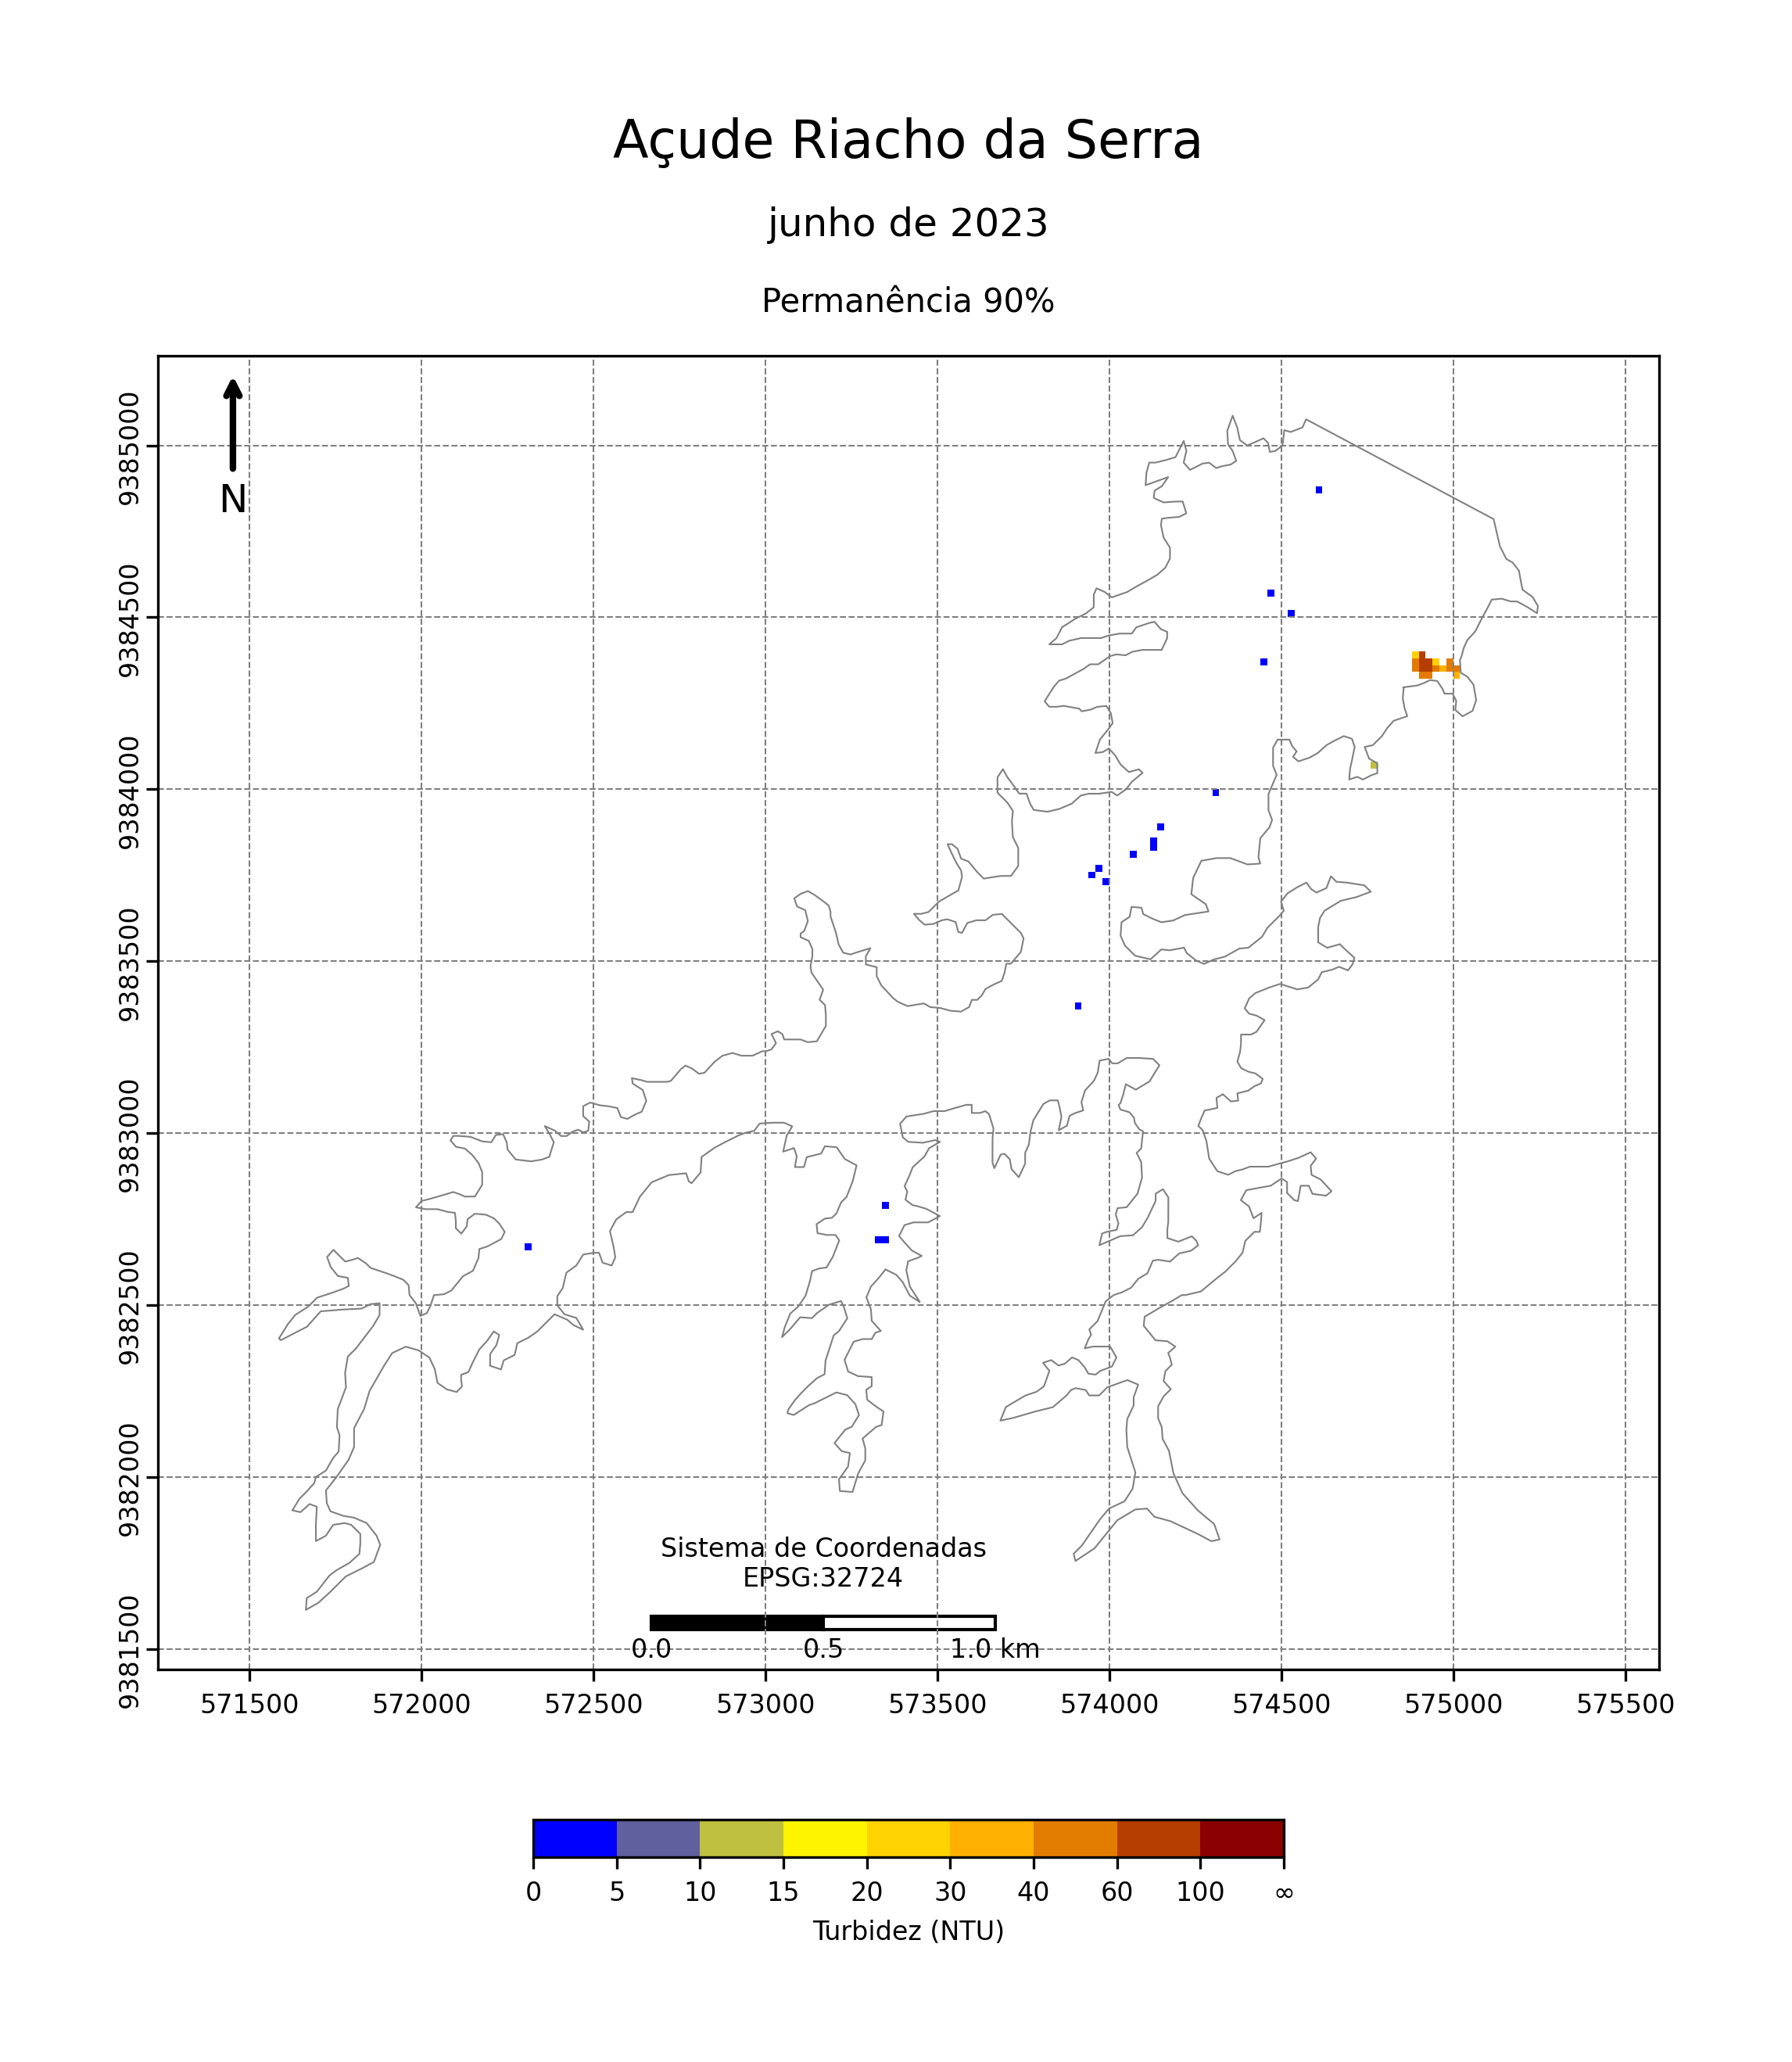 Açude Riacho da Serra
junho de 2023
Permanência 90%
N
9385000
9384500
9384000
9383500
9383000
9382500
9382000
9381500
Sistema de Coordenadas
EPSG:32724
0.0 0.5 1.0 km
571500 572000 572500 573000 573500 574000 574500 575000 575500
0 5 10 15 20 30 40 60 100 ∞
Turbidez (NTU)